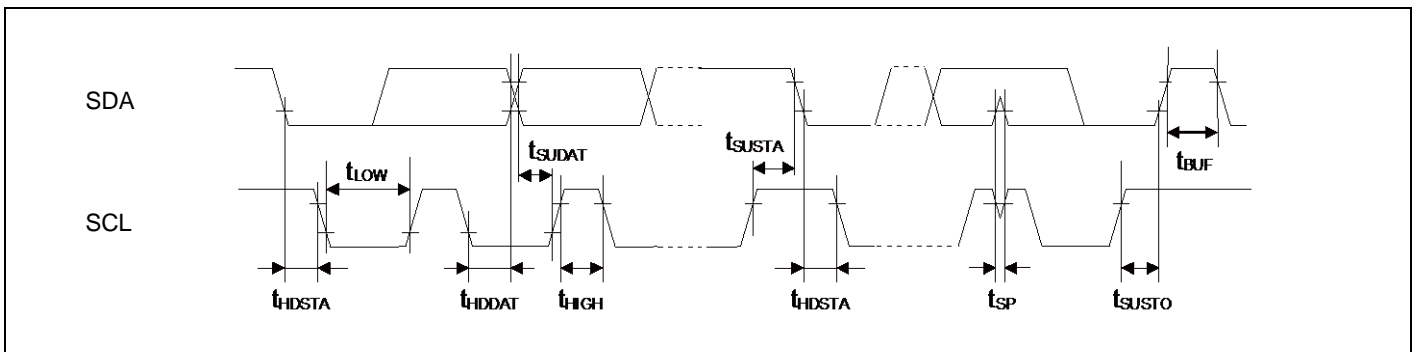 SDA
tSUDAT
tSUSTA
tBUF
tLOW
SCL
tHDSTA
tHDDAT
tHIGH
tHDSTA
tSP
tSUSTO